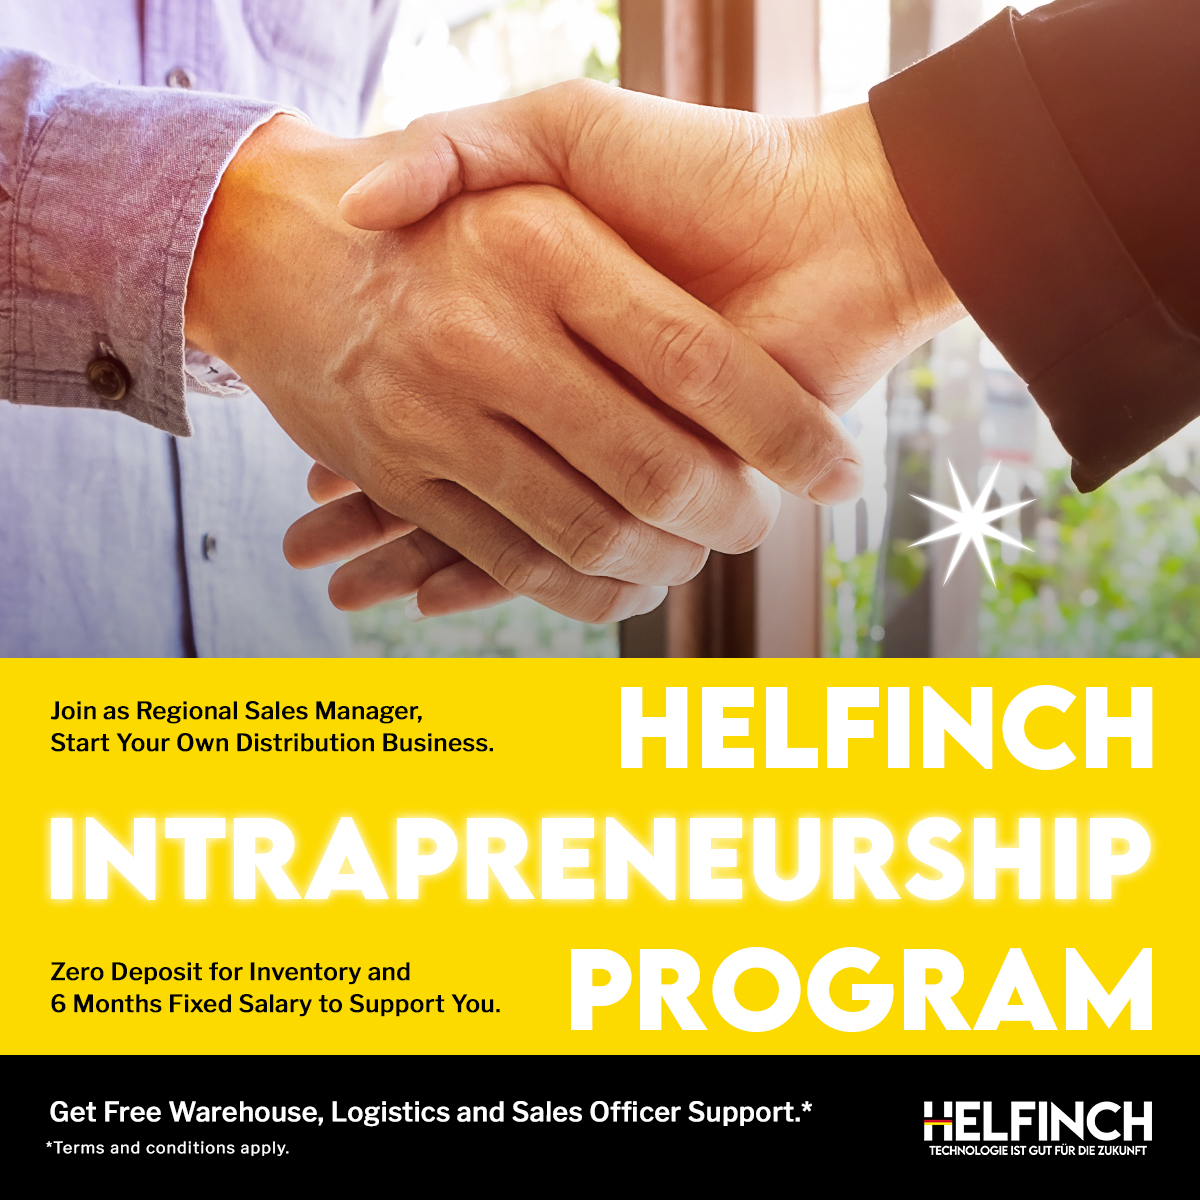 Join as Regional Sales Manager,
Start Your Own Distribution Business.
HELFINCH
INTRAPRENEURSHIP
PROGRAM
Zero Deposit for Inventory and
6 Months Fixed Salary to Support You.
Get Free Warehouse, Logistics and Sales Officer Support.*
*Terms and conditions apply.
HELFINCH
TECHNOLOGIE IST GUT FÜR DIE ZUKUNFT